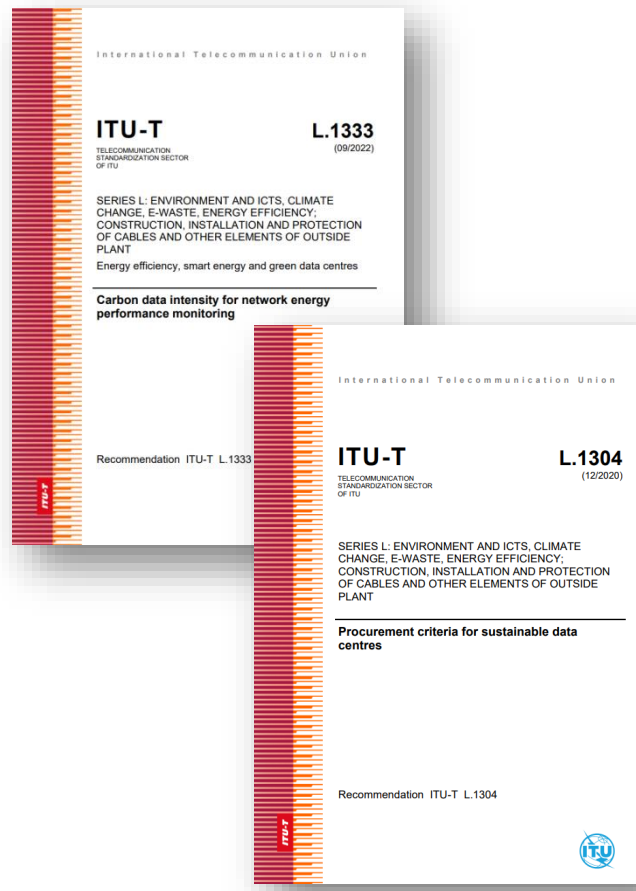 International Telecommunication Union
ITU-T
L.1333
TELECOMMUNICATION
STANDARDIZATION SECTOR
OF ITU
(09/2022)
SERIES L: ENVIRONMENT AND ICTS, CLIMATE
CHANGE, E-WASTE, ENERGY EFFICIENCY;
CONSTRUCTION, INSTALLATION AND PROTECTION
OF CABLES AND OTHER ELEMENTS OF OUTSIDE
PLANT
Energy efficiency, smart energy and green data centres
Carbon data intensity for network energy
performance monitoring
Recommendation ITU-T L.1333
ITU-T
International Telecommunication Union
ITU-T
L.1304
TELECOMMUNICATION
STANDARDIZATION SECTOR
OF ITU
(12/2020)
SERIES L: ENVIRONMENT AND ICTS, CLIMATE
CHANGE, E-WASTE, ENERGY EFFICIENCY;
CONSTRUCTION, INSTALLATION AND PROTECTION
OF CABLES AND OTHER ELEMENTS OF OUTSIDE
PLANT
Procurement criteria for sustainable data
centres
Recommendation ITU-T L.1304
ITU-T
ITU